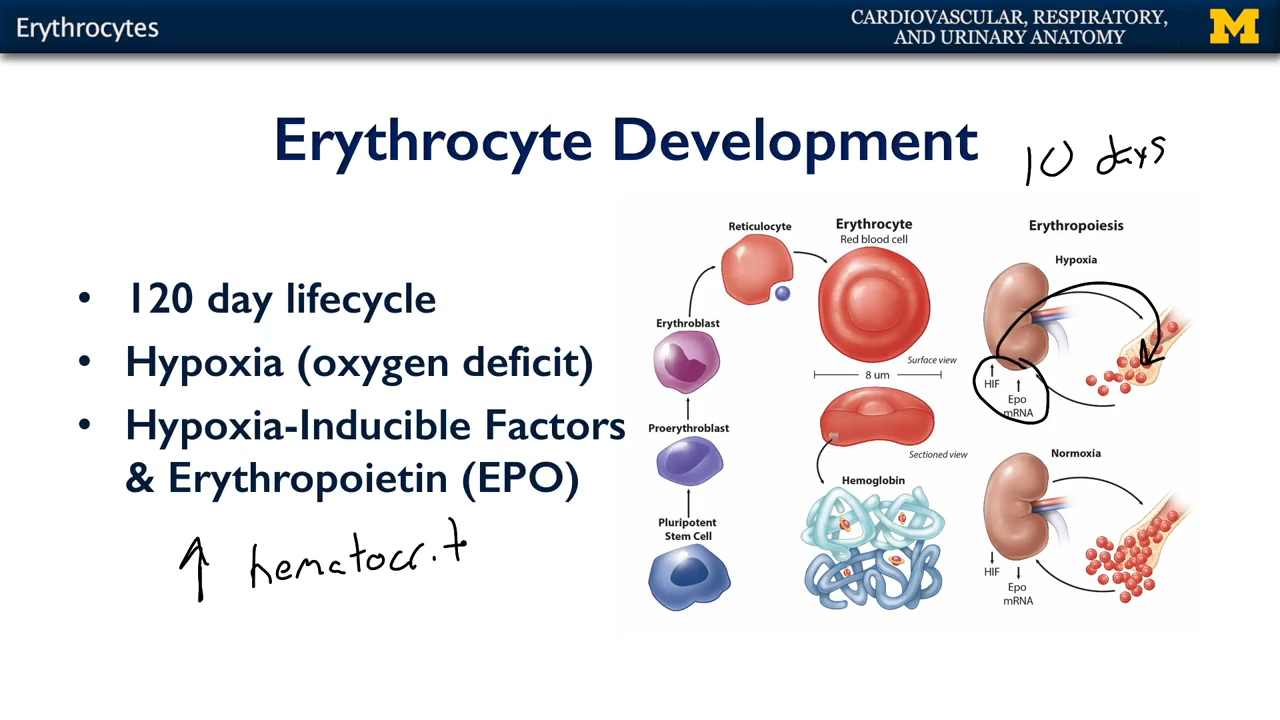 Erythrocytes
CARDIOVASCULAR, RESPIRATORY,
AND URINARY ANATOMY
M
Erythrocyte Development
10 days
• 120 day lifecycle
• Hypoxia (oxygen deficit)
• Hypoxia-Inducible Factors
& Erythropoietin (EPO)
↑ hematocrit
Reticulocyte
Erythroblast
Proerythroblast
Pluripotent
Stem Cell
Erythrocyte
Red blood cell
Surface view
8 um
Sectioned view
Hemoglobin
Erythropoiesis
Hypoxia
HIF
Epo
mRNA
Normoxia
HIF
Epo
mRNA